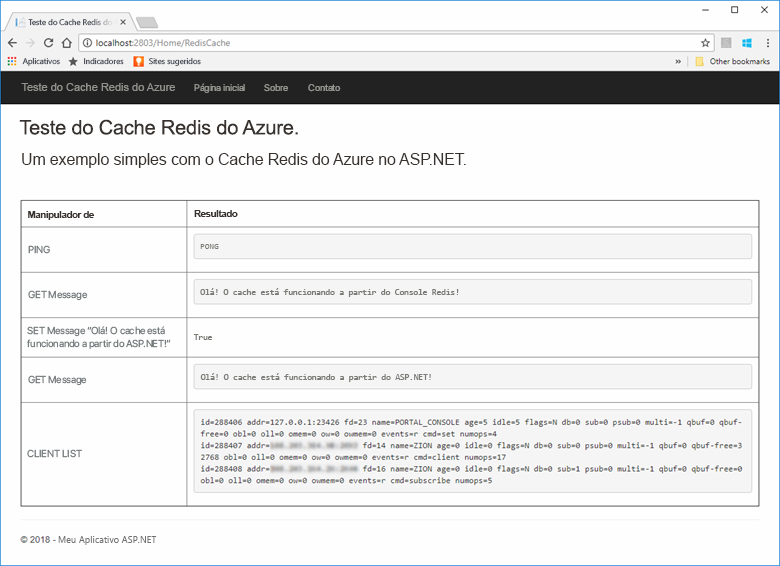 Teste do Cache Redis do
localhost:2803/Home/RedisCache
Aplicativos Indicadores Sites sugeridos » Other bookmarks
Teste do Cache Redis do Azure Página inicial Sobre Contato
Teste do Cache Redis do Azure.
Um exemplo simples com o Cache Redis do Azure no ASP.NET.
Manipulador de Resultado
PING PONG
GET Message Olá! O cache está funcionando a partir do Console Redis!
SET Message "Olá! O cache está
funcionando a partir do ASP.NET!"
True
GET Message Olá! O cache está funcionando a partir do ASP.NET!
CLIENT LIST
id=288406 addr=127.0.0.1:23426 fd=23 name=PORTAL_CONSOLE age=5 idle=5 flags=N db=0 sub=0 psub=0 multi=-1 qbuf=0 qbuf-
free=0 obl=0 oll=0 omem=0 ow=0 owmem=0 events=r cmd=set numops=4
id=288407 addr= fd=14 name=ZION age=0 idle=0 flags=N db=0 sub=0 psub=0 multi=-1 qbuf=0 qbuf-free=3
2768 obl=0 oll=0 omem=0 ow=0 owmem=0 events=r cmd=client numops=17
id=288408 addr= fd=16 name=ZION age=0 idle=0 flags=N db=0 sub=1 psub=0 multi=-1 qbuf=0 qbuf-free=0
obl=0 oll=0 omem=0 ow=0 owmem=0 events=r cmd=subscribe numops=5
© 2018 - Meu Aplicativo ASP.NET